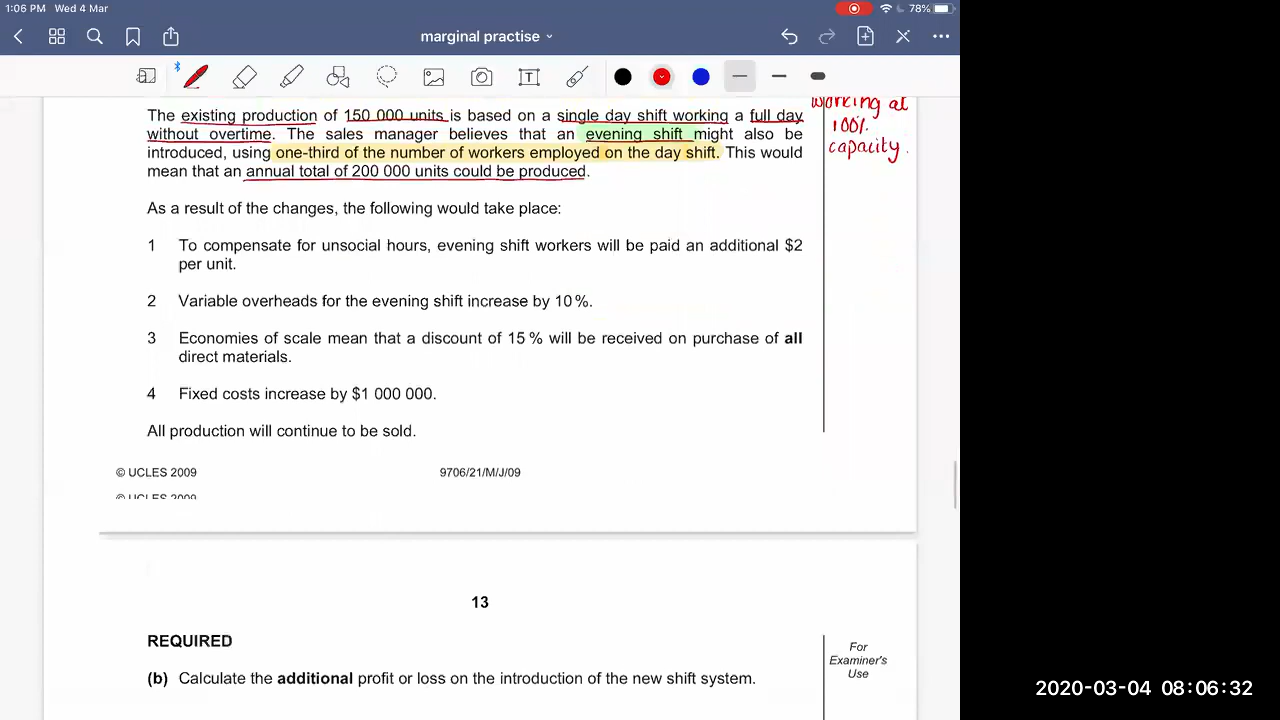 1:06 PM Wed 4 Mar
78%
marginal practise
The existing production of 150 000 units is based on a single day shift working a full day
without overtime. The sales manager believes that an evening shift might also be
introduced, using one-third of the number of workers employed on the day shift. This would
mean that an annual total of 200 000 units could be produced.
working at
100%
capacity.
As a result of the changes, the following would take place:
1 To compensate for unsocial hours, evening shift workers will be paid an additional $2
per unit.
2 Variable overheads for the evening shift increase by 10 %.
3 Economies of scale mean that a discount of 15 % will be received on purchase of all
direct materials.
4 Fixed costs increase by $1 000 000.
All production will continue to be sold.
© UCLES 2009 9706/21/M/J/09
© UCLES 2009
13
REQUIRED
For
Examiner's
Use
(b) Calculate the additional profit or loss on the introduction of the new shift system.
2020-03-04 08:06:32